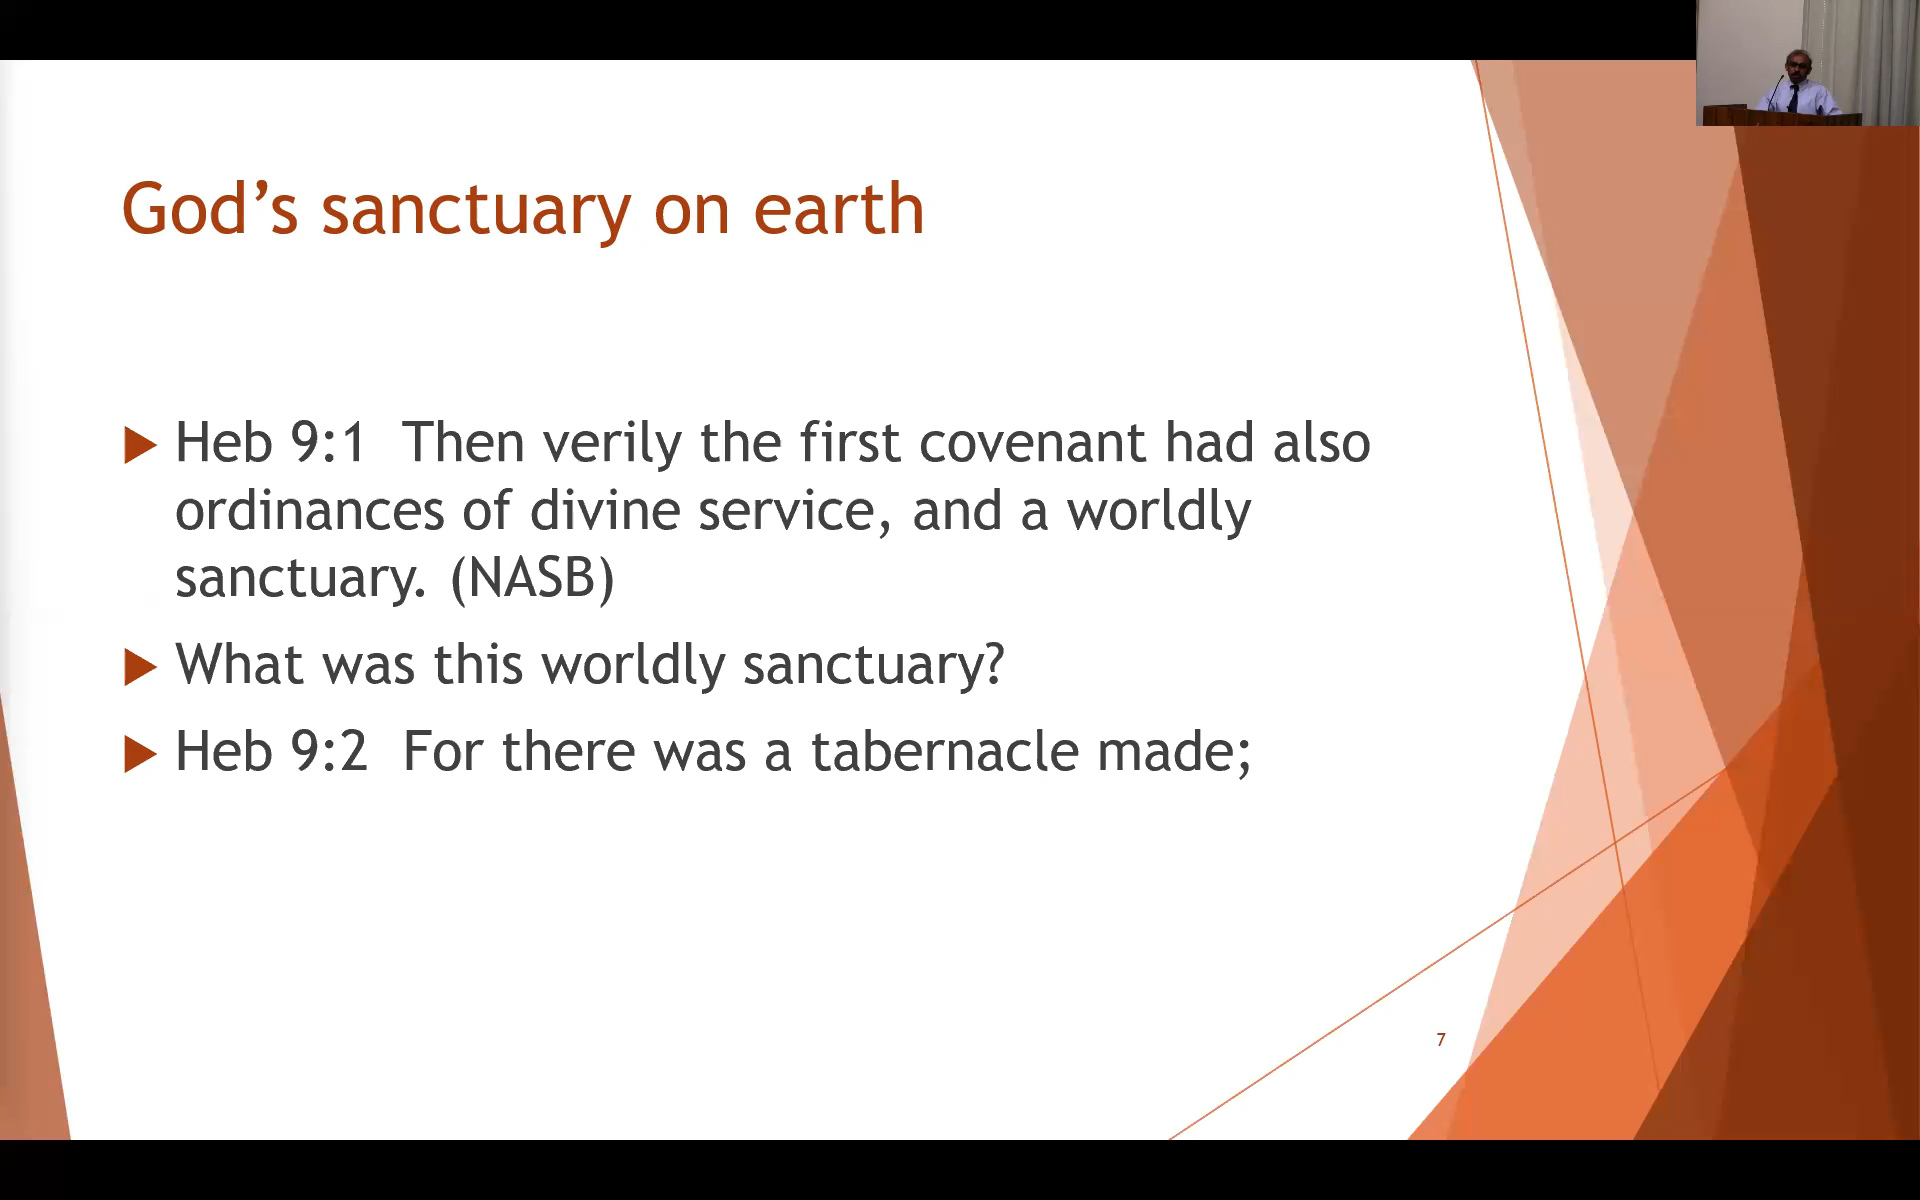 God’s sanctuary on earth
Heb 9:1  Then verily the first covenant had also
ordinances of divine service, and a worldly
sanctuary. (NASB)
What was this worldly sanctuary?
Heb 9:2  For there was a tabernacle made;
7